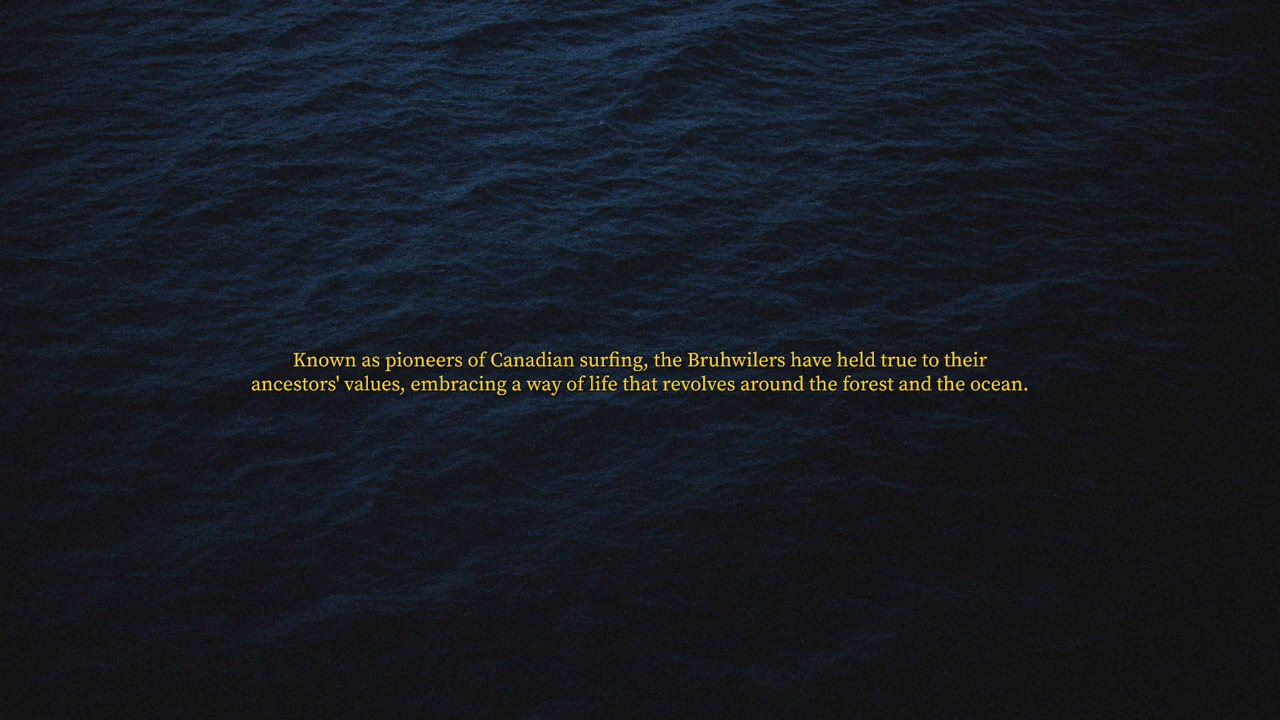 Known as pioneers of Canadian surfing, the Bruhwilers have held true to their
ancestors' values, embracing a way of life that revolves around the forest and the ocean.